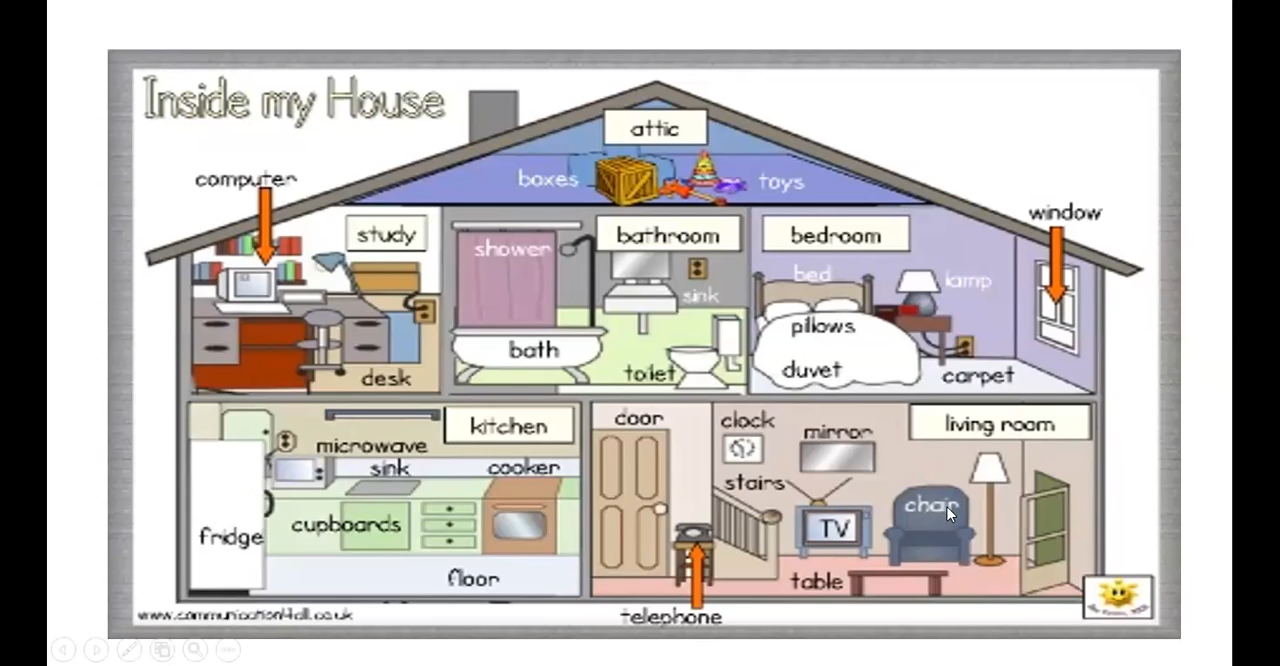 Inside my House
attic
boxes
toys
computer
window
study
shower
bathroom
bedroom
bed
lamp
sink
pillows
bath
toilet
duvet
carpet
desk
door
clock
living room
kitchen
mirror
microwave
sink
cooker
stairs
chair
cupboards
TV
fridge
floor
table
www.communication4all.co.uk
telephone